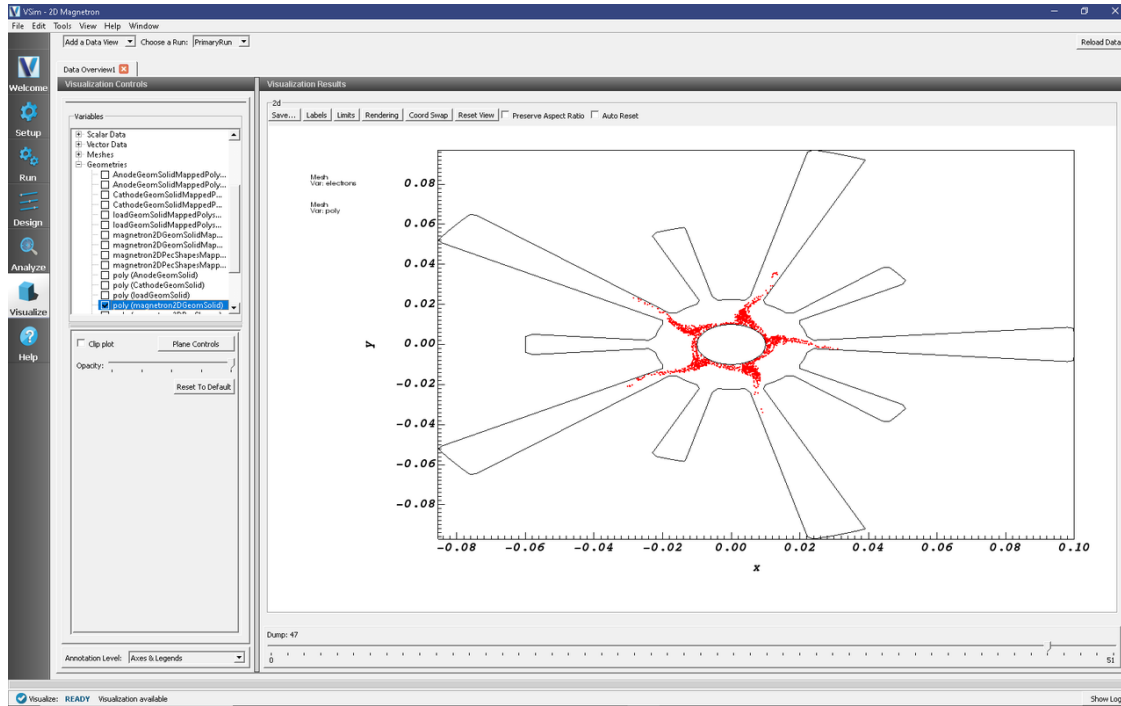 VSim - 2D Magnetron
File Edit Tools View Help Window
Add a Data View Choose a Run: PrimaryRun Reload Data
Data Overview1
Welcome
Setup
Run
Design
Analyze
Visualize
Help
Visualization Controls
Variables
Scalar Data
Vector Data
Meshes
Geometries
AnodeGeomSolidMappedPoly...
AnodeGeomSolidMappedPoly...
CathodeGeomSolidMappedP...
CathodeGeomSolidMappedP...
loadGeomSolidMappedPolys...
loadGeomSolidMappedPolys...
magnetron2DGeomSolidMap...
magnetron2DGeomSolidMap...
magnetron2DPecShapesMapp...
poly (AnodeGeomSolid)
poly (CathodeGeomSolid)
poly (loadGeomSolid)
poly (magnetron2DGeomSolid)
Clip plot Plane Controls
Opacity:
Reset To Default
Annotation Level: Axes & Legends
Visualization Results
2d
Save... Labels Limits Rendering Coord Swap Reset View Preserve Aspect Ratio Auto Reset
Mesh
Var: electrons
Mesh
Var: poly
0.08
0.06
0.04
0.02
0.00
-0.02
-0.04
-0.06
-0.08
y
-0.08 -0.06 -0.04 -0.02 0.00 0.02 0.04 0.06 0.08 0.10
x
Dump: 47
0 51
Visualize: READY Visualization available Show Log